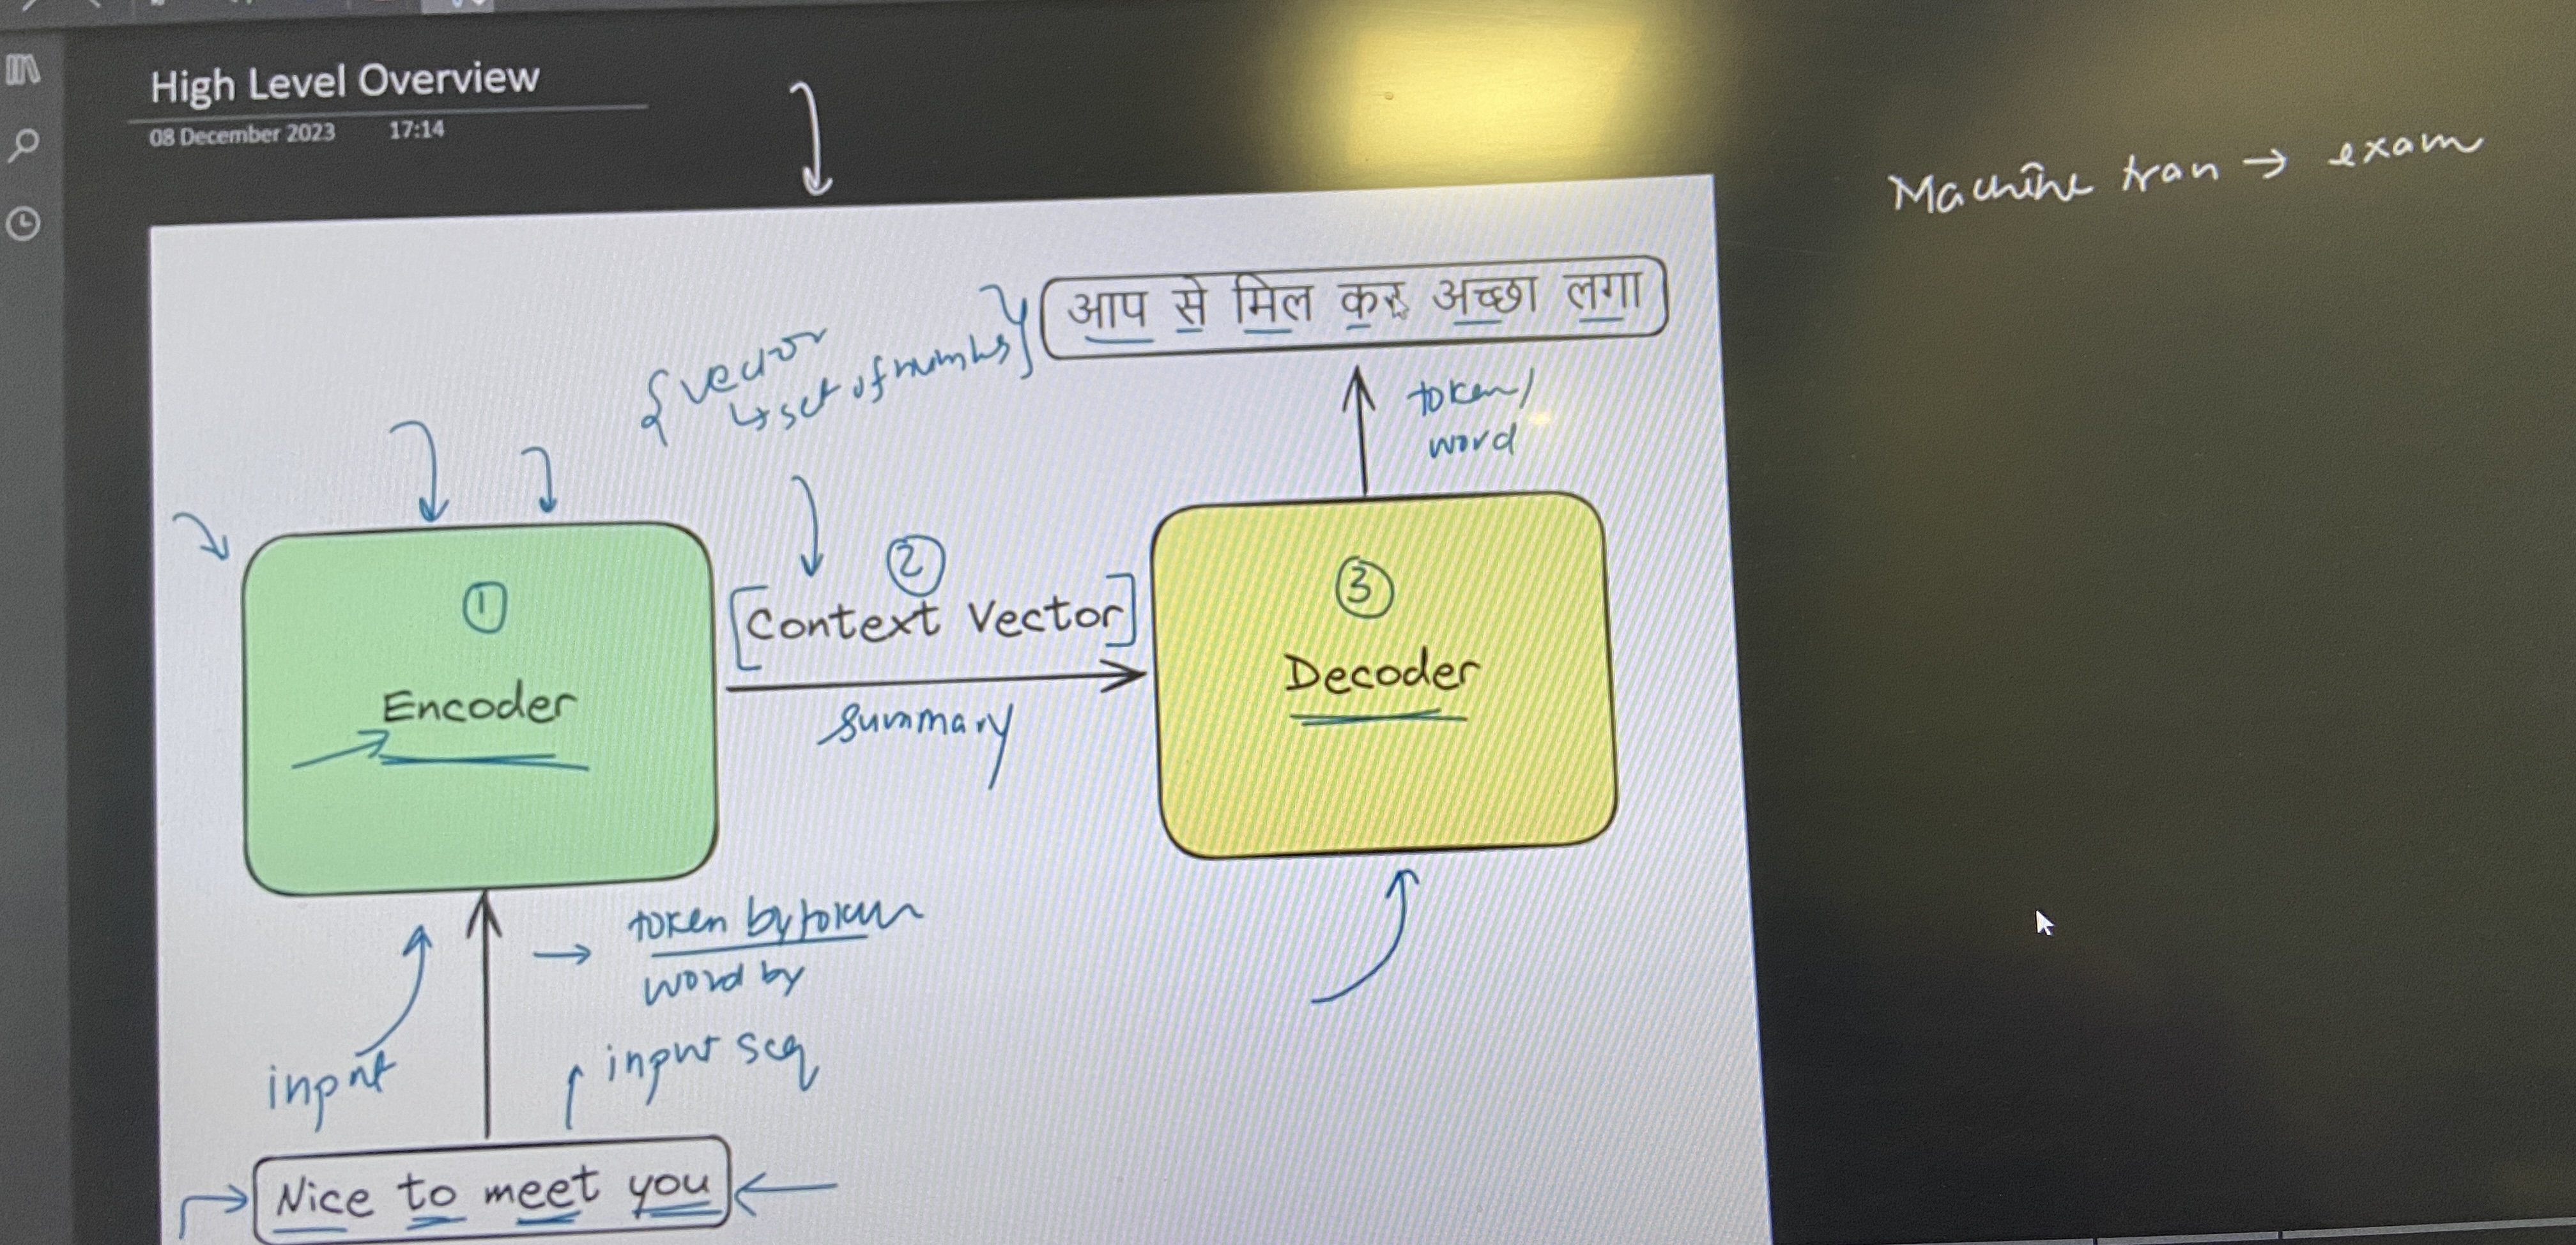 High Level Overview
08 December 2023 17:14
Machine tran → exam
आप से मिल कर अच्छा लगा
{ vector
↳ set of numbs }
token/
word
①
②
③
[Context Vector]
Encoder
Decoder
summary
→ token by token
word by
input
input seq
Nice to meet you